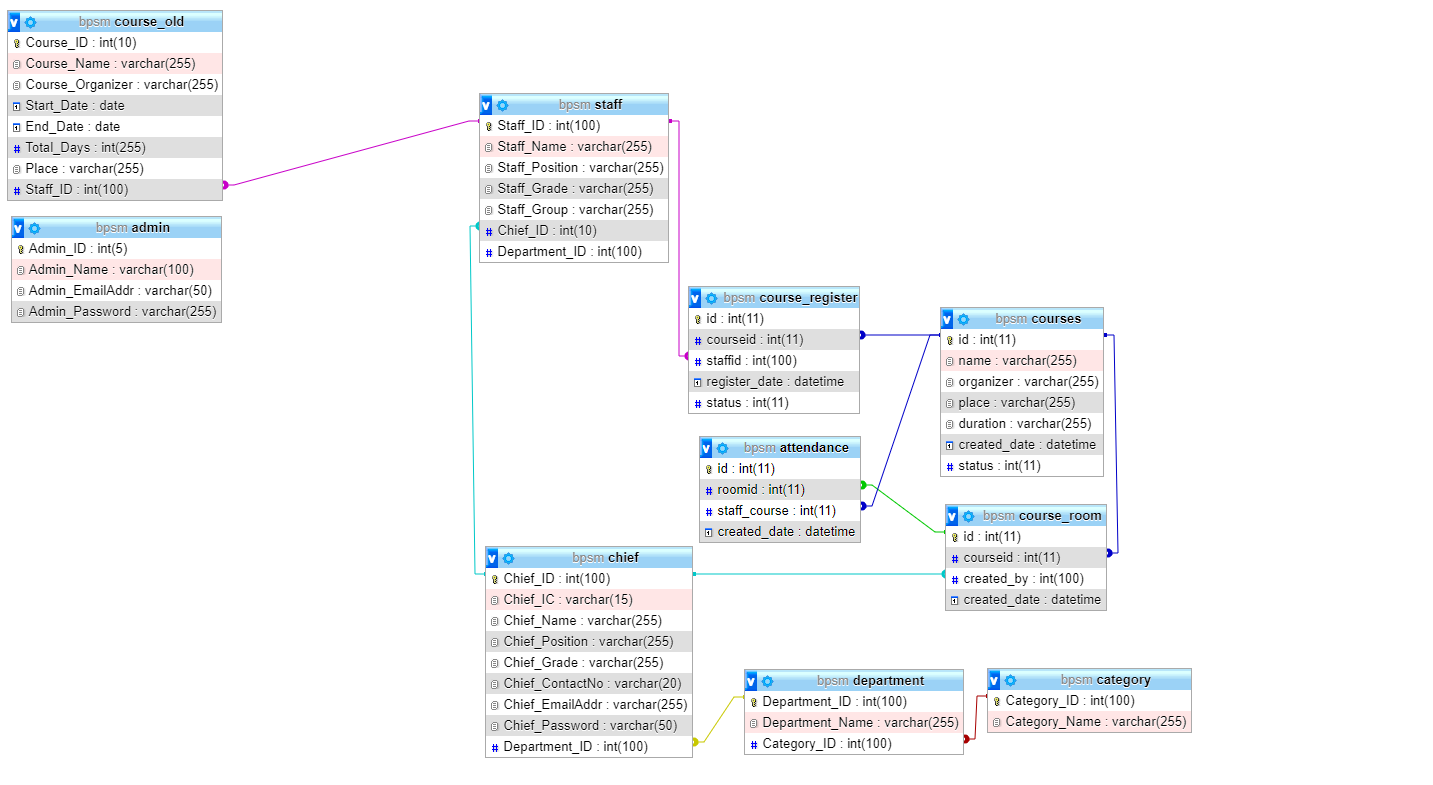 bpsm course_old
Course_ID : int(10)
Course_Name : varchar(255)
Course_Organizer : varchar(255)
Start_Date : date
End_Date : date
Total_Days : int(255)
Place : varchar(255)
Staff_ID : int(100)
bpsm admin
Admin_ID : int(5)
Admin_Name : varchar(100)
Admin_EmailAddr : varchar(50)
Admin_Password : varchar(255)
bpsm staff
Staff_ID : int(100)
Staff_Name : varchar(255)
Staff_Position : varchar(255)
Staff_Grade : varchar(255)
Staff_Group : varchar(255)
Chief_ID : int(10)
Department_ID : int(100)
bpsm course_register
id : int(11)
courseid : int(11)
staffid : int(100)
register_date : datetime
status : int(11)
bpsm courses
id : int(11)
name : varchar(255)
organizer : varchar(255)
place : varchar(255)
duration : varchar(255)
created_date : datetime
status : int(11)
bpsm attendance
id : int(11)
roomid : int(11)
staff_course : int(11)
created_date : datetime
bpsm course_room
id : int(11)
courseid : int(11)
created_by : int(100)
created_date : datetime
bpsm chief
Chief_ID : int(100)
Chief_IC : varchar(15)
Chief_Name : varchar(255)
Chief_Position : varchar(255)
Chief_Grade : varchar(255)
Chief_ContactNo : varchar(20)
Chief_EmailAddr : varchar(255)
Chief_Password : varchar(50)
Department_ID : int(100)
bpsm department
Department_ID : int(100)
Department_Name : varchar(255)
Category_ID : int(100)
bpsm category
Category_ID : int(100)
Category_Name : varchar(255)